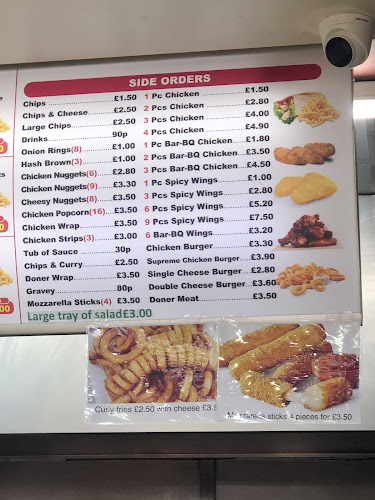 SIDE ORDERS
Chips £1.50
Chips & Cheese £2.50
Large Chips £2.50
Drinks 90p
Onion Rings(8) £1.00
Hash Brown(3) £1.00
Chicken Nuggets(6) £2.80
Chicken Nuggets(9) £3.30
Cheesy Nuggets(8) £3.50
Chicken Popcorn(16) £3.50
Chicken Wrap £3.50
Chicken Strips(3) £3.00
Tub of Sauce 30p
Chips & Curry £2.50
Doner Wrap £3.50
Gravey 80p
Mozzarella Sticks(4) £3.50
Large tray of salad£3.00
1 Pc Chicken £1.50
2 Pcs Chicken £2.80
3 Pcs Chicken £4.00
4 Pcs Chicken £4.90
1 Pc Bar-BQ Chicken £1.80
2 Pcs Bar-BQ Chicken £3.50
3 Pcs Bar-BQ Chicken £4.50
1 Pc Spicy Wings £1.00
3 Pcs Spicy Wings £2.80
6 Pcs Spicy Wings £5.20
9 Pcs Spicy Wings £7.50
6 Bar-BQ Wings £3.20
Chicken Burger £3.30
Supreme Chicken Burger £3.90
Single Cheese Burger £2.80
Double Cheese Burger £3.60
Doner Meat £3.50
Curly fries £2.50 with cheese £3.5
Mozzarella sticks 4 pieces for £3.50